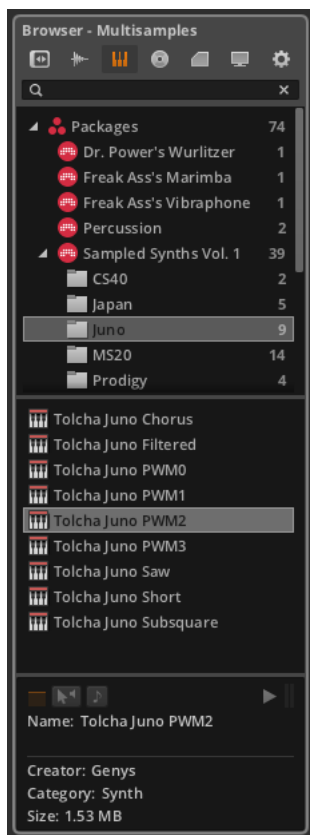 Browser - Multisamples
Packages 74
Dr. Power's Wurlitzer 1
Freak Ass's Marimba 1
Freak Ass's Vibraphone 1
Percussion 2
Sampled Synths Vol. 1 39
CS40 2
Japan 5
Juno 9
MS20 14
Prodigy 4
Tolcha Juno Chorus
Tolcha Juno Filtered
Tolcha Juno PWM0
Tolcha Juno PWM1
Tolcha Juno PWM2
Tolcha Juno PWM3
Tolcha Juno Saw
Tolcha Juno Short
Tolcha Juno Subsquare
Name: Tolcha Juno PWM2
Creator: Genys
Category: Synth
Size: 1.53 MB